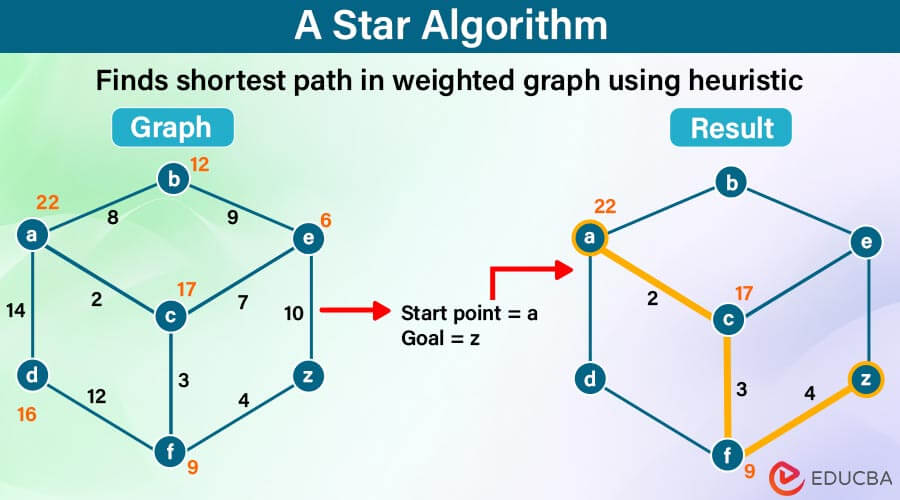 A Star Algorithm
Finds shortest path in weighted graph using heuristic
Graph
12
b
22
8
9
6
a
e
2
17
7
14
c
10
d
3
z
12
4
16
f
9
Start point = a
Goal = z
Result
b
22
a
e
2
17
c
d
3
4
z
f
9
EDUCBA